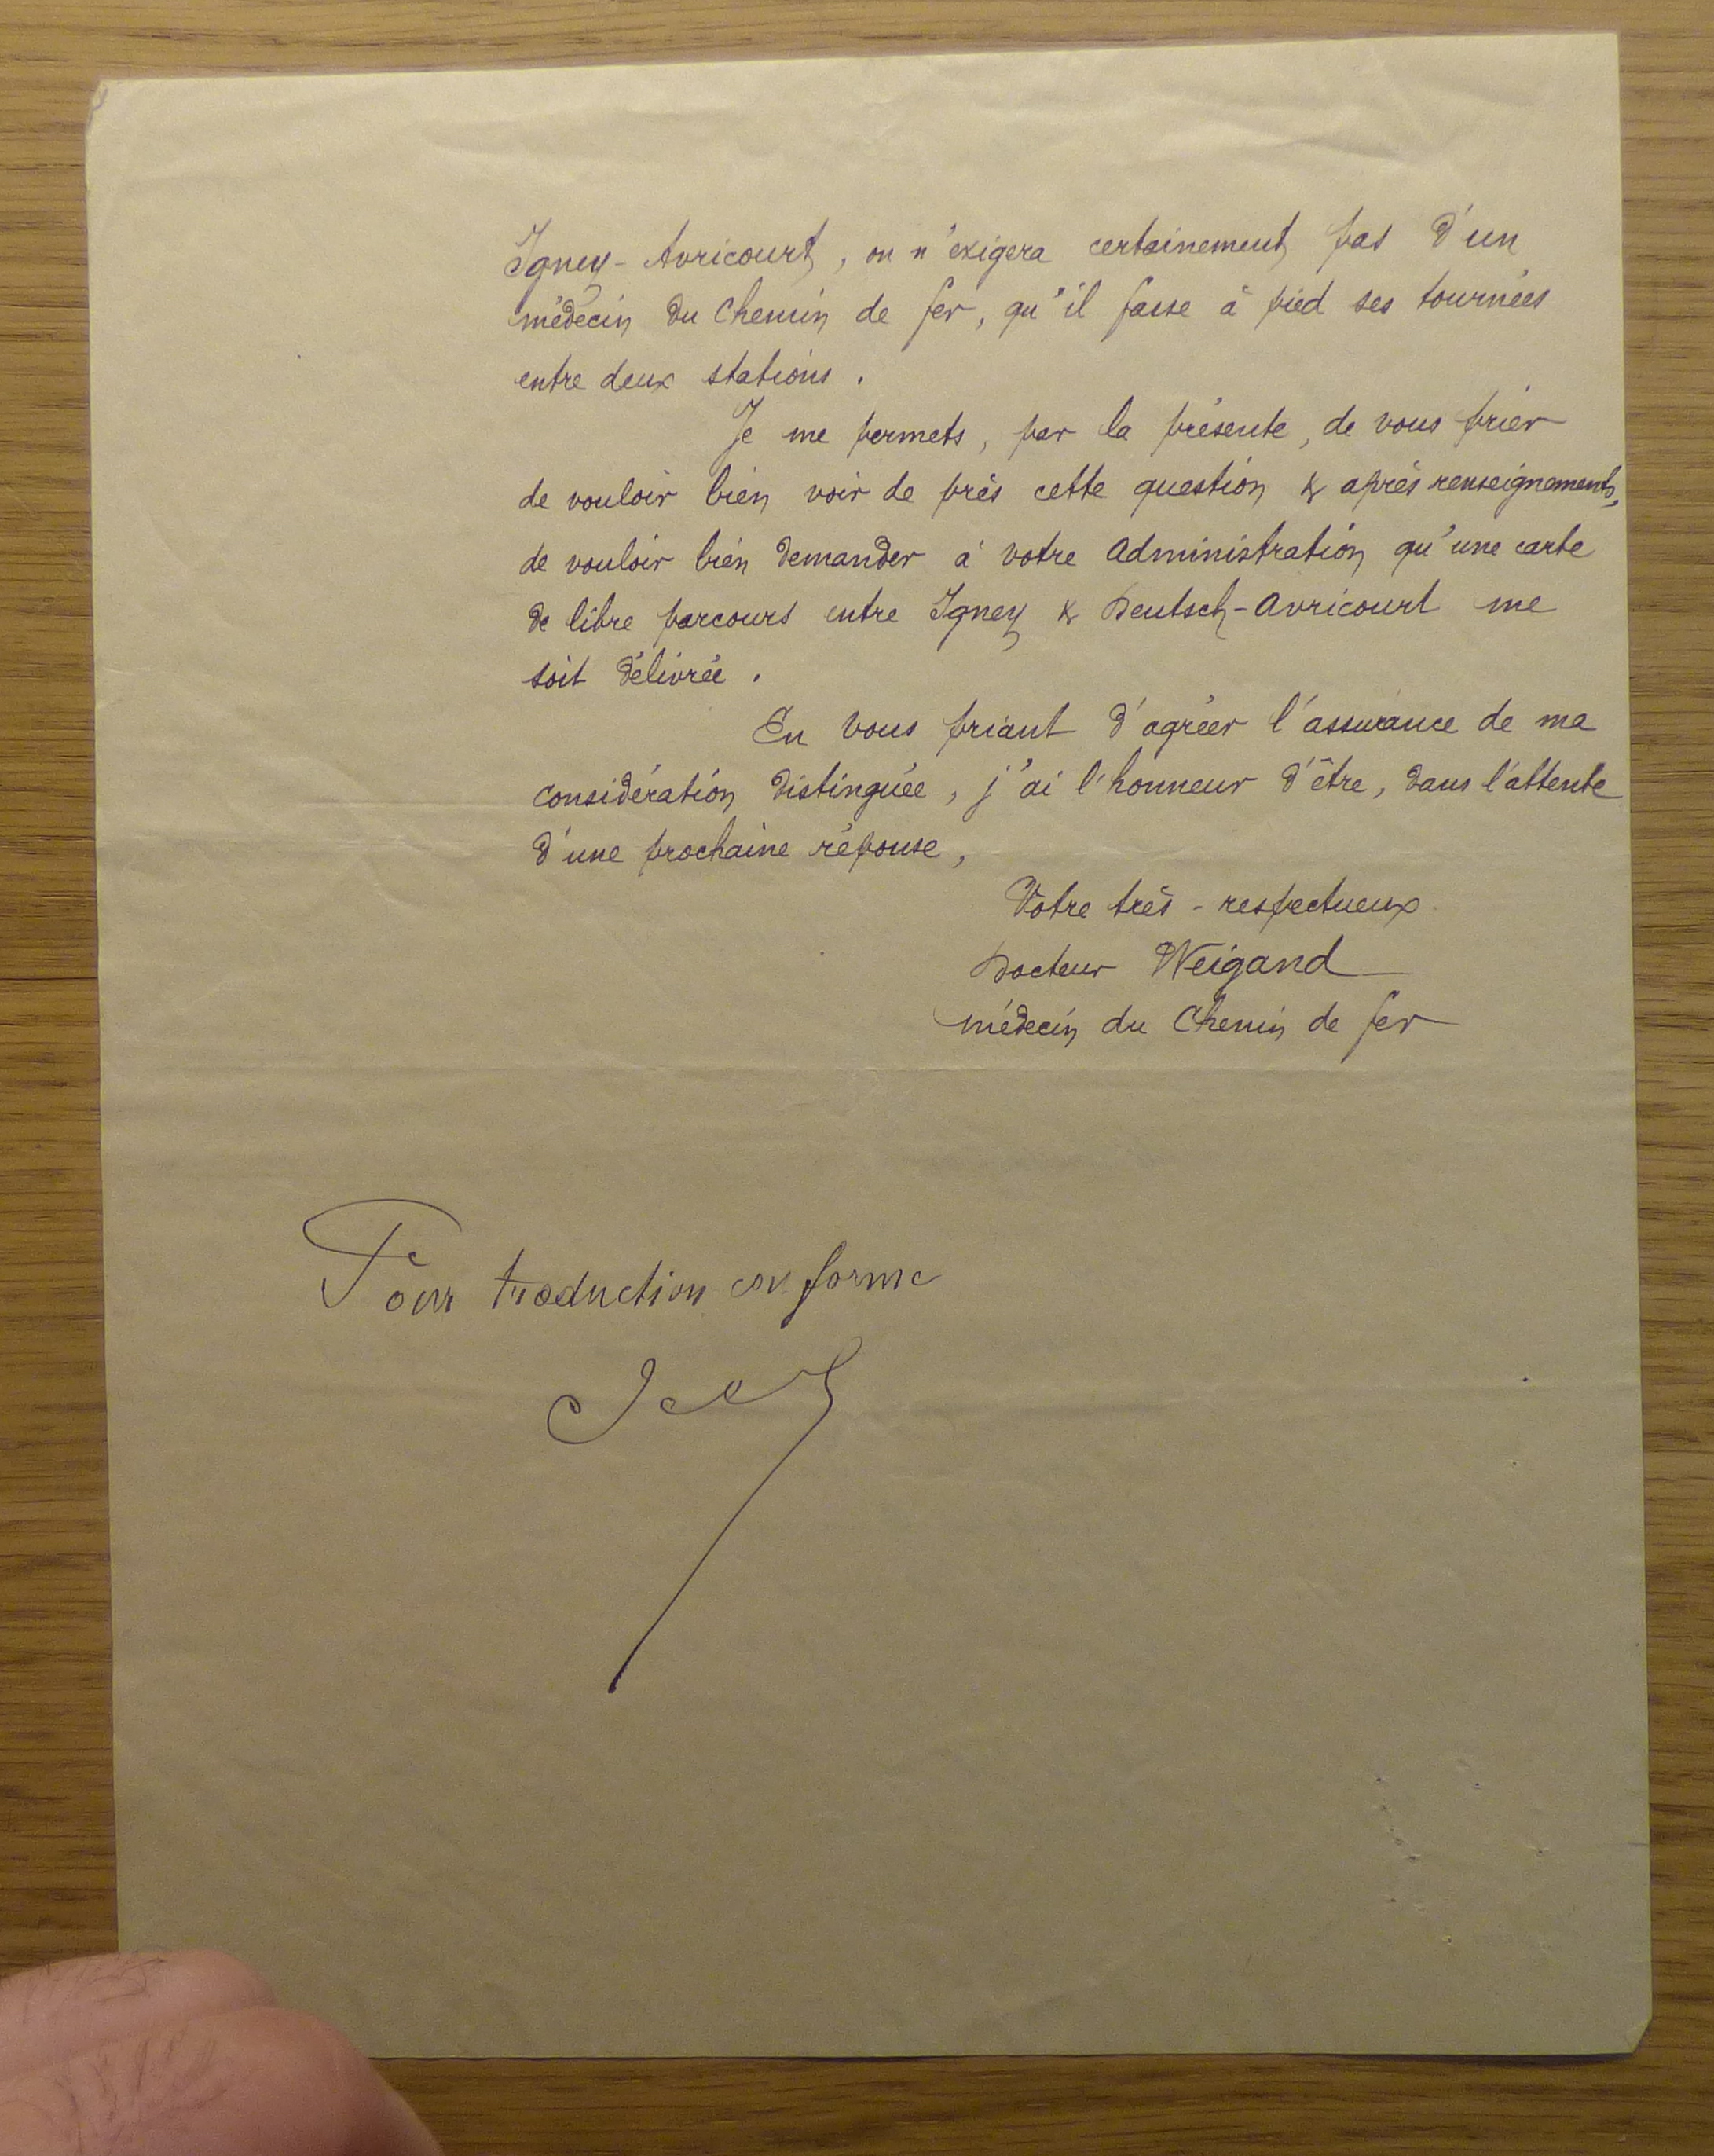 Igney-Avricourt, on n'exigera certainement pas d'un
médecin du Chemin de fer, qu'il fasse à pied ses tournées
entre deux stations.
Je me permets, par la présente, de vous prier
de vouloir bien voir de près cette question & après renseignements,
de vouloir bien demander à votre Administration qu'une carte
de libre parcours entre Igney & Deutsch-Avricourt me
soit délivrée.
En vous priant d'agréer l'assurance de ma
considération distinguée, j'ai l'honneur d'être, dans l'attente
d'une prochaine réponse,
Votre très-respectueux
Docteur Weigand
médecin du Chemin de fer
Pour traduction conforme